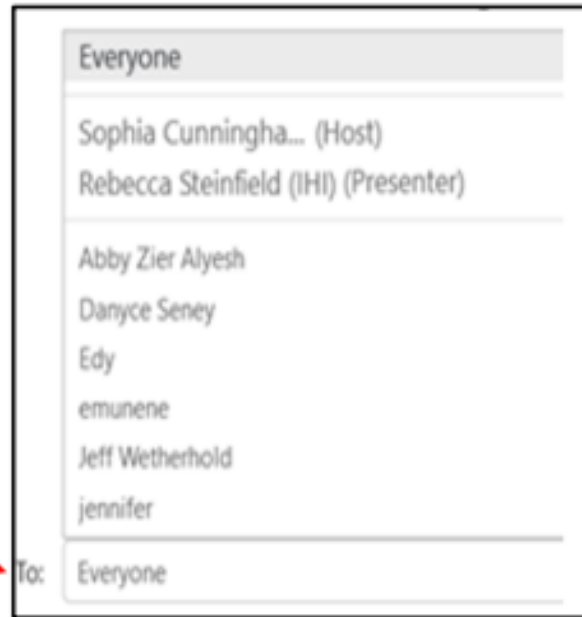 Everyone
Sophia Cunningha... (Host)
Rebecca Steinfield (IHI) (Presenter)
Abby Zier Alyesh
Danyce Seney
Edy
emunene
Jeff Wetherhold
jennifer
To: Everyone